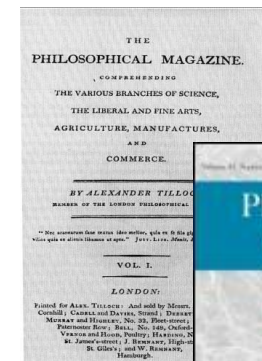 THE
PHILOSOPHICAL MAGAZINE.
COMPREHENDING
THE VARIOUS BRANCHES OF SCIENCE,
THE LIBERAL AND FINE ARTS,
AGRICULTURE, MANUFACTURES,
AND
COMMERCE.
BY ALEXANDER TILLOC
MEMBER OF THE LONDON PHILOSOPHICAL
VOL. I.
LONDON:
Printed for ALEX. TILLOCH: And sold by Messrs.
Cornhill; CADELL and DAVIES, Strand;
MURRAY and HIGHLEY, No. 32, Fleet-street;
Paternoster Row; BELL, No. 148, Oxford-
VERNOR and HOOD, Poultry; HARDING, N
St. James's-street; J. REMNANT, High-st
St. Giles's; and W. REMNANT,
Hamburgh.
P